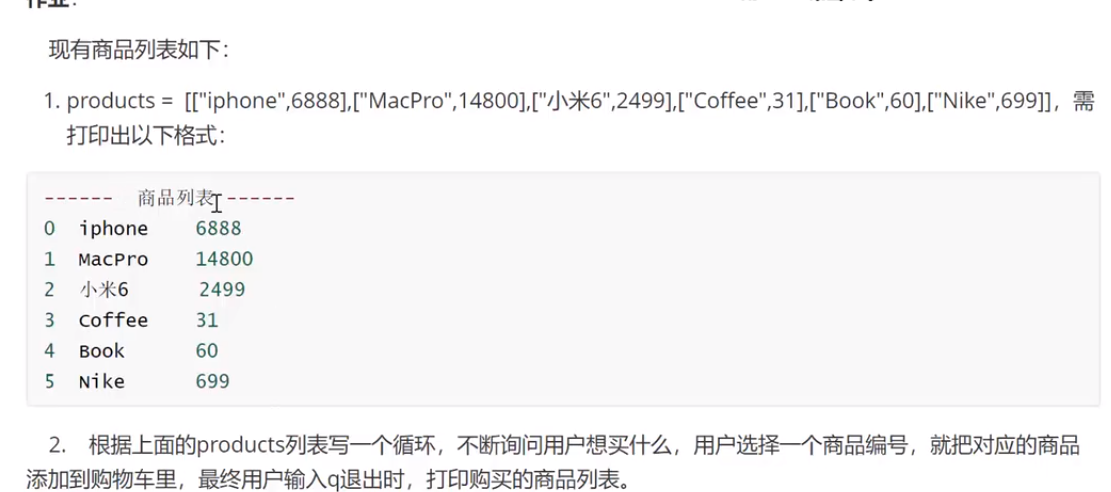 现有商品列表如下：
1. products = [["iphone",6888],["MacPro",14800],["小米6",2499],["Coffee",31],["Book",60],["Nike",699]]，需
打印出以下格式：
------ 商品列表 ------
0 iphone 6888
1 MacPro 14800
2 小米6 2499
3 Coffee 31
4 Book 60
5 Nike 699
2. 根据上面的products列表写一个循环，不断询问用户想买什么，用户选择一个商品编号，就把对应的商品
添加到购物车里，最终用户输入q退出时，打印购买的商品列表。